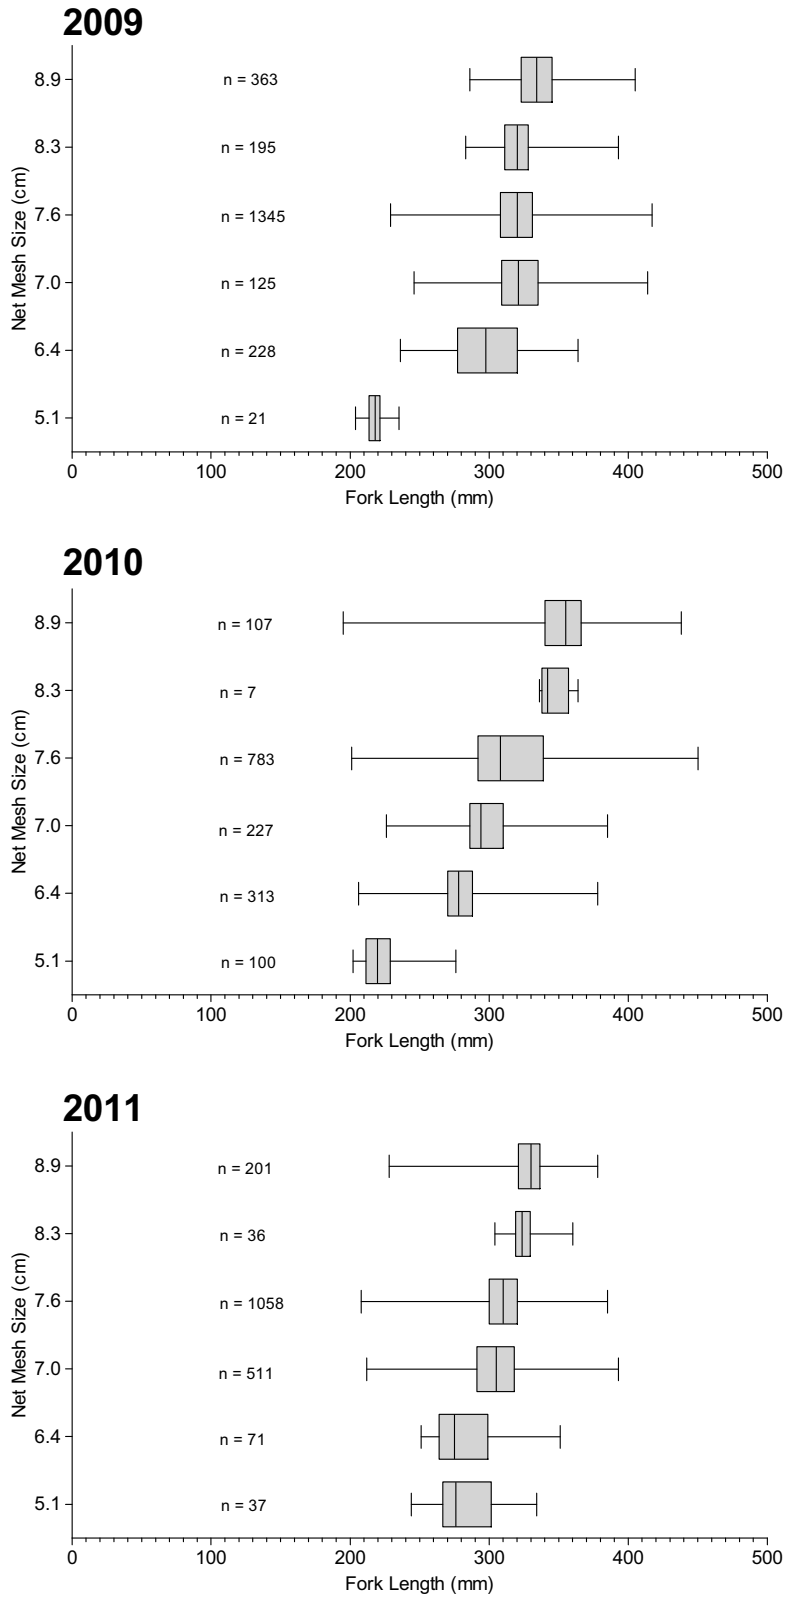 2009
8.9
n = 363
8.3
n = 195
7.6
n = 1345
7.0
n = 125
6.4
n = 228
5.1
n = 21
Net Mesh Size (cm)
0 100 200 300 400 500
Fork Length (mm)
2010
8.9
n = 107
8.3
n = 7
7.6
n = 783
7.0
n = 227
6.4
n = 313
5.1
n = 100
Net Mesh Size (cm)
0 100 200 300 400 500
Fork Length (mm)
2011
8.9
n = 201
8.3
n = 36
7.6
n = 1058
7.0
n = 511
6.4
n = 71
5.1
n = 37
Net Mesh Size (cm)
0 100 200 300 400 500
Fork Length (mm)